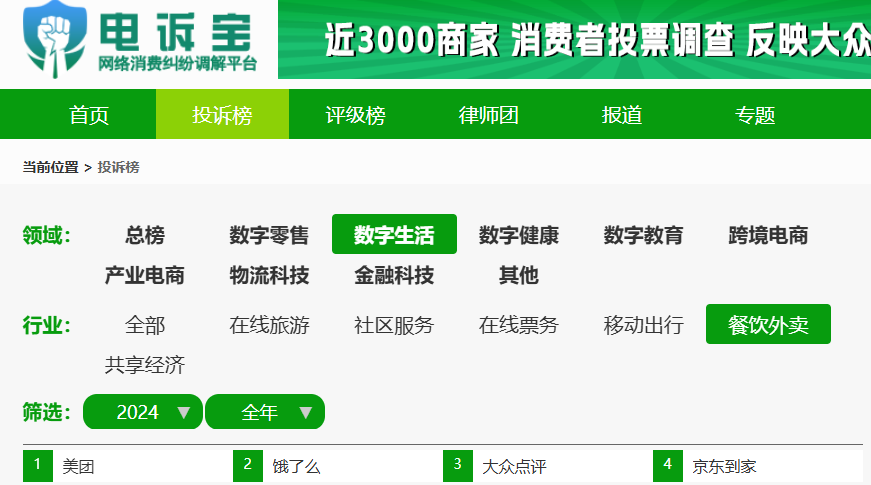 电诉宝
网络消费纠纷调解平台
近3000商家 消费者投票调查 反映大众
首页 投诉榜 评级榜 律师团 报道 专题
当前位置 > 投诉榜
领域： 总榜 数字零售 数字生活 数字健康 数字教育 跨境电商
产业电商 物流科技 金融科技 其他
行业： 全部 在线旅游 社区服务 在线票务 移动出行 餐饮外卖
共享经济
筛选： 2024 ▼ 全年 ▼
1 美团 2 饿了么 3 大众点评 4 京东到家